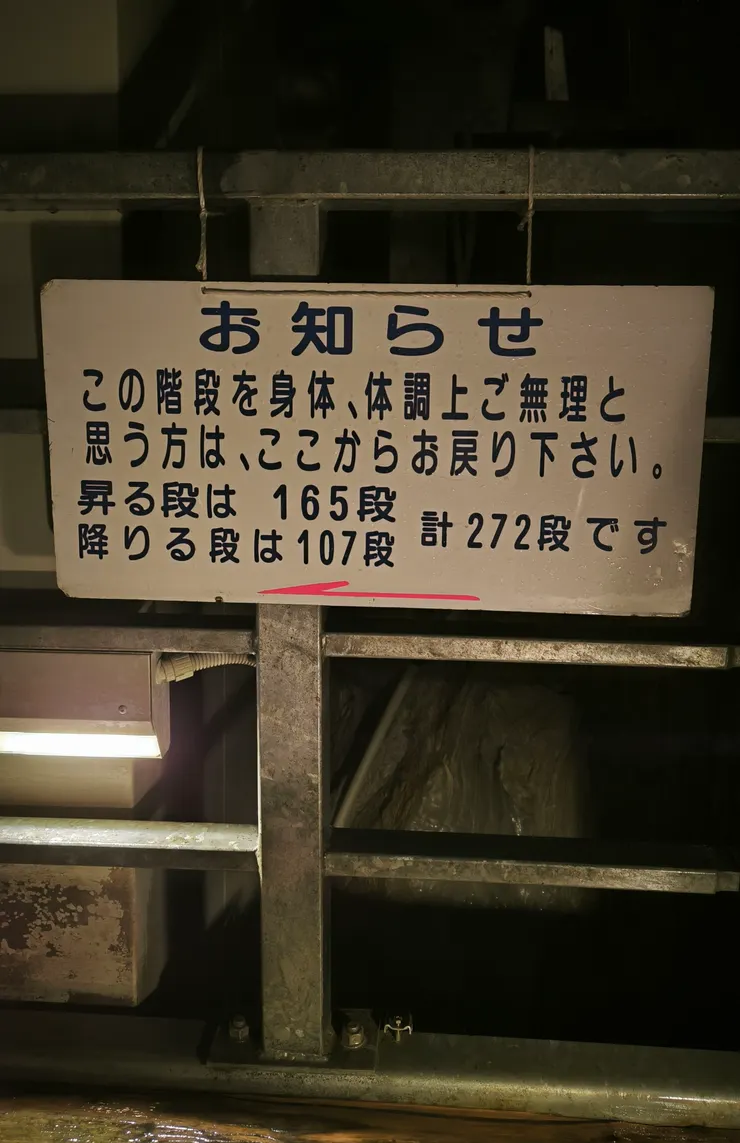 お知らせ
この階段を身体、体調上ご無理と
思う方は、ここからお戻り下さい。
昇る段は 165段
降りる段は107段
計272段です